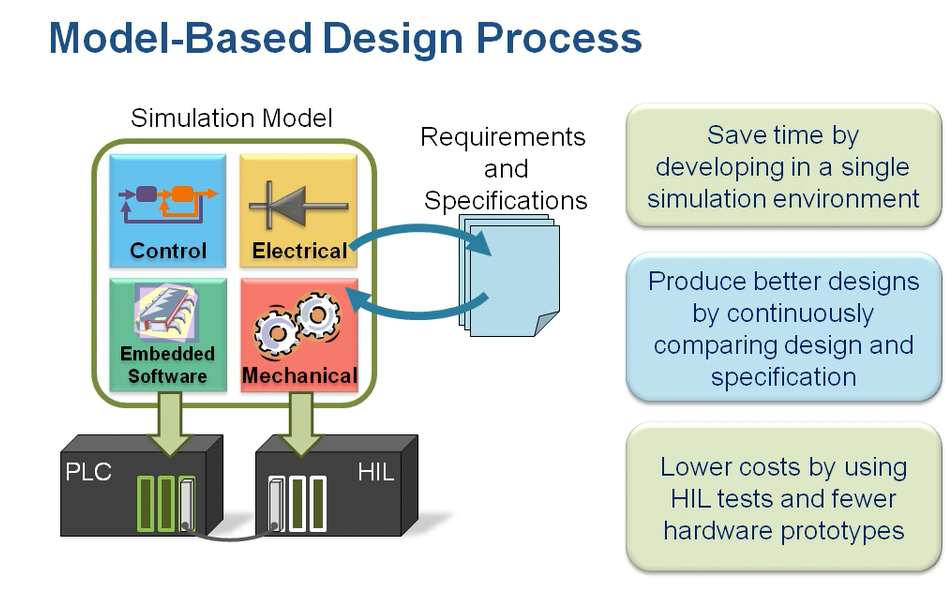 Model-Based Design Process
Simulation Model
Control
Electrical
Embedded
Software
Mechanical
PLC
HIL
Requirements
and
Specifications
Save time by
developing in a single
simulation environment
Produce better designs
by continuously
comparing design and
specification
Lower costs by using
HIL tests and fewer
hardware prototypes